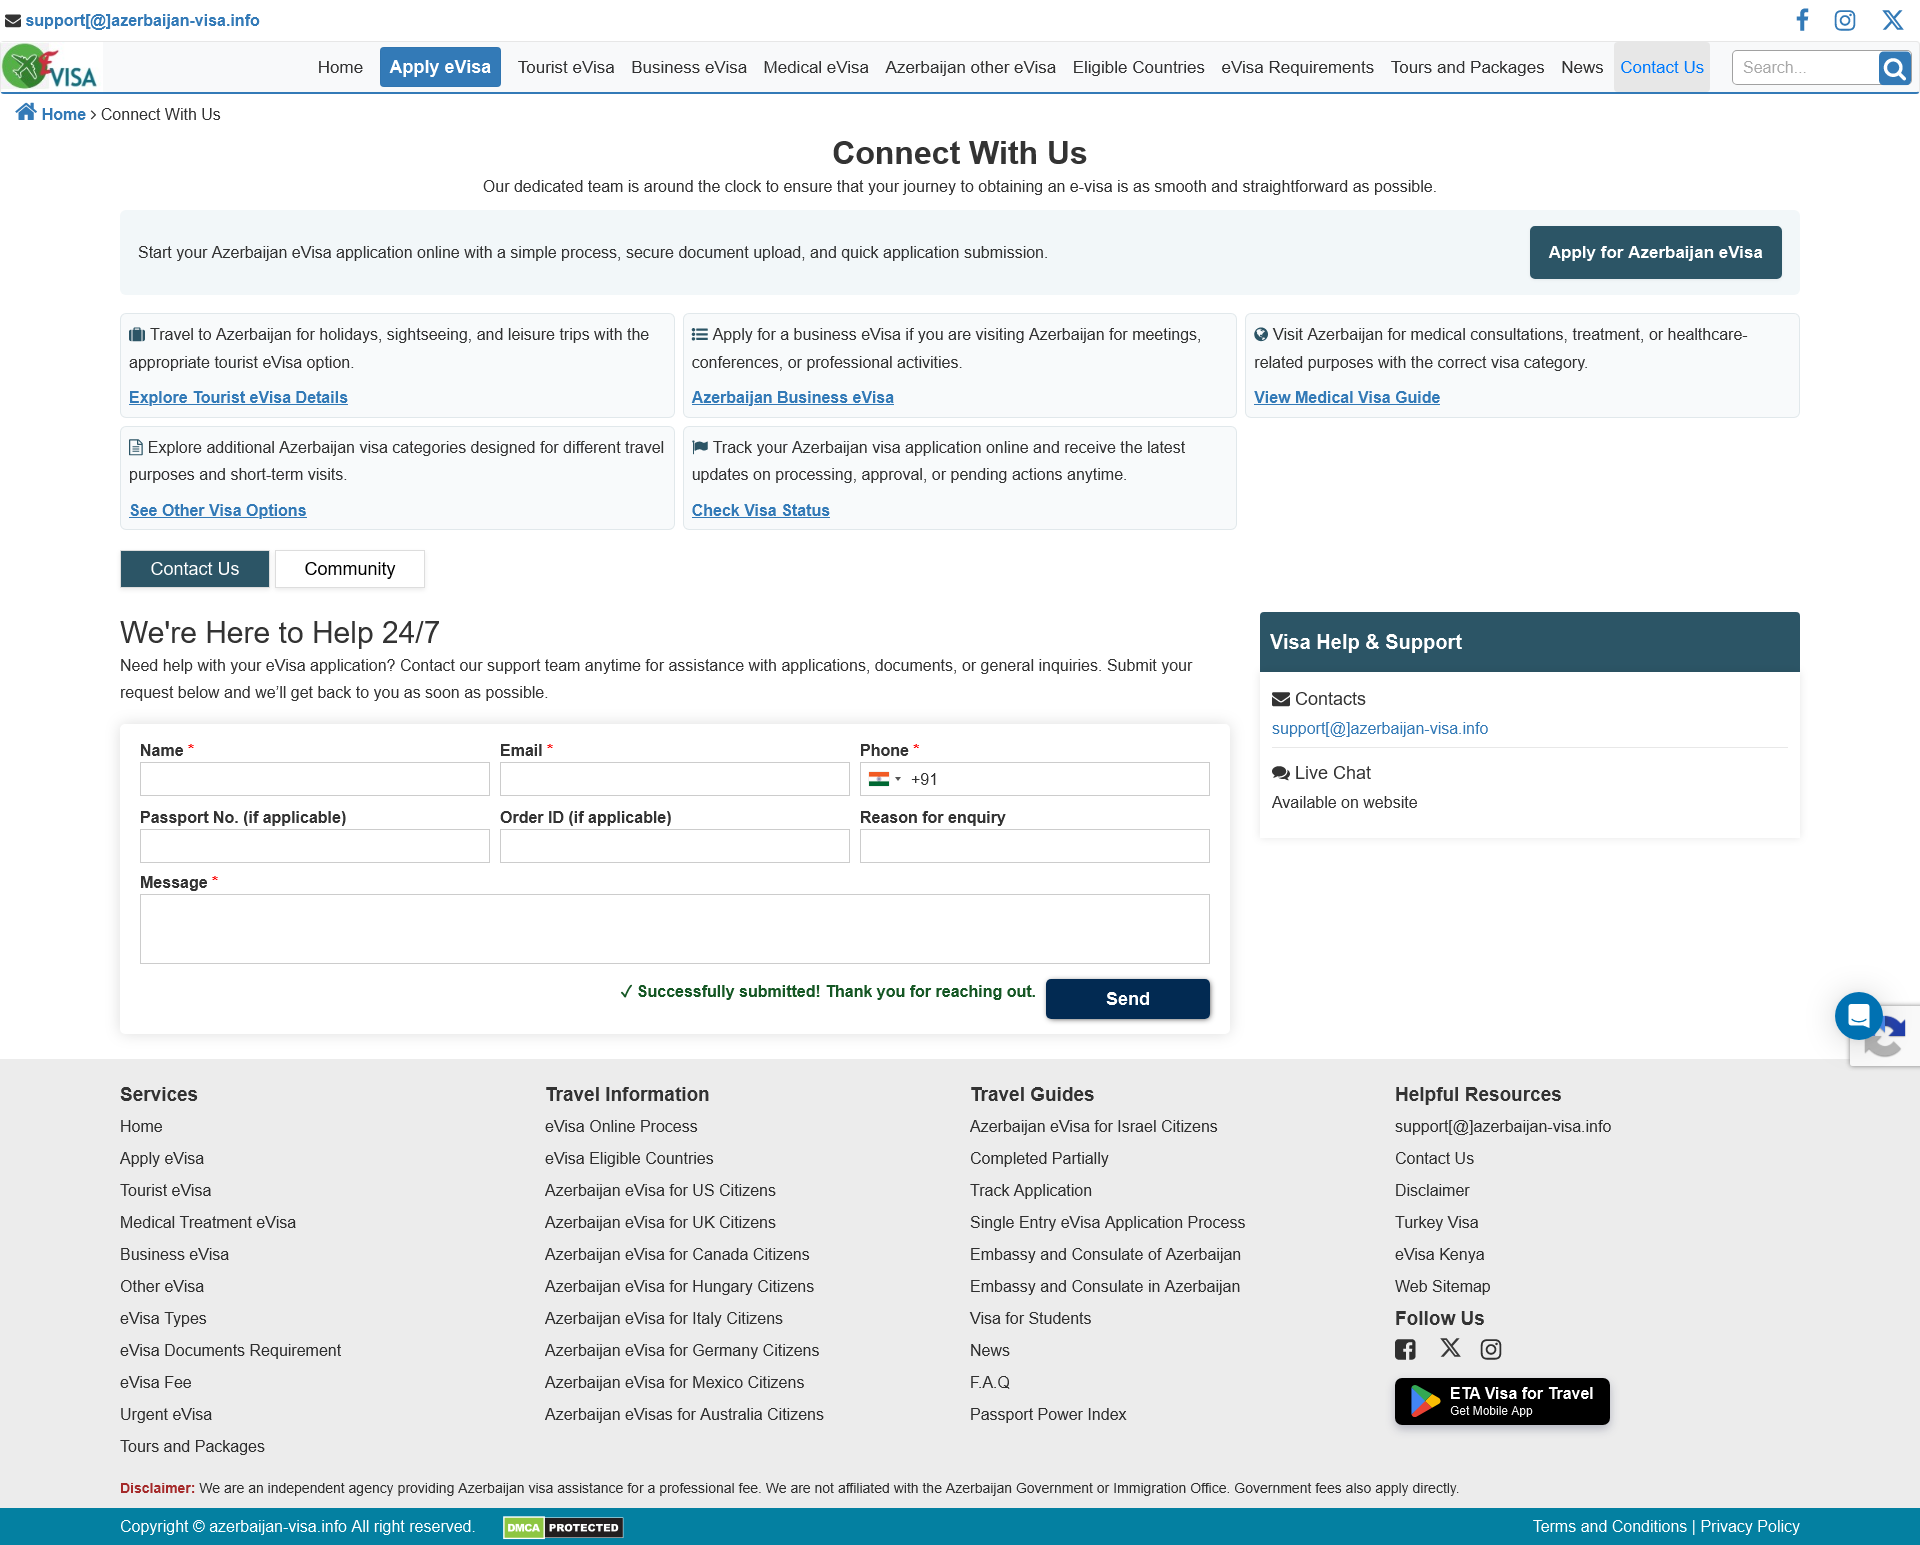 support[@]azerbaijan-visa.info
EVISA
Home
Apply eVisa
Tourist eVisa
Business eVisa
Medical eVisa
Azerbaijan other eVisa
Eligible Countries
eVisa Requirements
Tours and Packages
News
Contact Us
Search...
Home > Connect With Us
Connect With Us
Our dedicated team is around the clock to ensure that your journey to obtaining an e-visa is as smooth and straightforward as possible.
Start your Azerbaijan eVisa application online with a simple process, secure document upload, and quick application submission.
Apply for Azerbaijan eVisa
Travel to Azerbaijan for holidays, sightseeing, and leisure trips with the
appropriate tourist eVisa option.
Explore Tourist eVisa Details
Apply for a business eVisa if you are visiting Azerbaijan for meetings,
conferences, or professional activities.
Azerbaijan Business eVisa
Visit Azerbaijan for medical consultations, treatment, or healthcare-
related purposes with the correct visa category.
View Medical Visa Guide
Explore additional Azerbaijan visa categories designed for different travel
purposes and short-term visits.
See Other Visa Options
Track your Azerbaijan visa application online and receive the latest
updates on processing, approval, or pending actions anytime.
Check Visa Status
Contact Us
Community
We're Here to Help 24/7
Need help with your eVisa application? Contact our support team anytime for assistance with applications, documents, or general inquiries. Submit your
request below and we’ll get back to you as soon as possible.
Name *
Email *
Phone *
+91
Passport No. (if applicable)
Order ID (if applicable)
Reason for enquiry
Message *
✓ Successfully submitted! Thank you for reaching out.
Send
Visa Help & Support
Contacts
support[@]azerbaijan-visa.info
Live Chat
Available on website
Services
Home
Apply eVisa
Tourist eVisa
Medical Treatment eVisa
Business eVisa
Other eVisa
eVisa Types
eVisa Documents Requirement
eVisa Fee
Urgent eVisa
Tours and Packages
Travel Information
eVisa Online Process
eVisa Eligible Countries
Azerbaijan eVisa for US Citizens
Azerbaijan eVisa for UK Citizens
Azerbaijan eVisa for Canada Citizens
Azerbaijan eVisa for Hungary Citizens
Azerbaijan eVisa for Italy Citizens
Azerbaijan eVisa for Germany Citizens
Azerbaijan eVisa for Mexico Citizens
Azerbaijan eVisas for Australia Citizens
Travel Guides
Azerbaijan eVisa for Israel Citizens
Completed Partially
Track Application
Single Entry eVisa Application Process
Embassy and Consulate of Azerbaijan
Embassy and Consulate in Azerbaijan
Visa for Students
News
F.A.Q
Passport Power Index
Helpful Resources
support[@]azerbaijan-visa.info
Contact Us
Disclaimer
Turkey Visa
eVisa Kenya
Web Sitemap
Follow Us
ETA Visa for Travel
Get Mobile App
Disclaimer: We are an independent agency providing Azerbaijan visa assistance for a professional fee. We are not affiliated with the Azerbaijan Government or Immigration Office. Government fees also apply directly.
Copyright © azerbaijan-visa.info All right reserved.
DMCA PROTECTED
Terms and Conditions | Privacy Policy